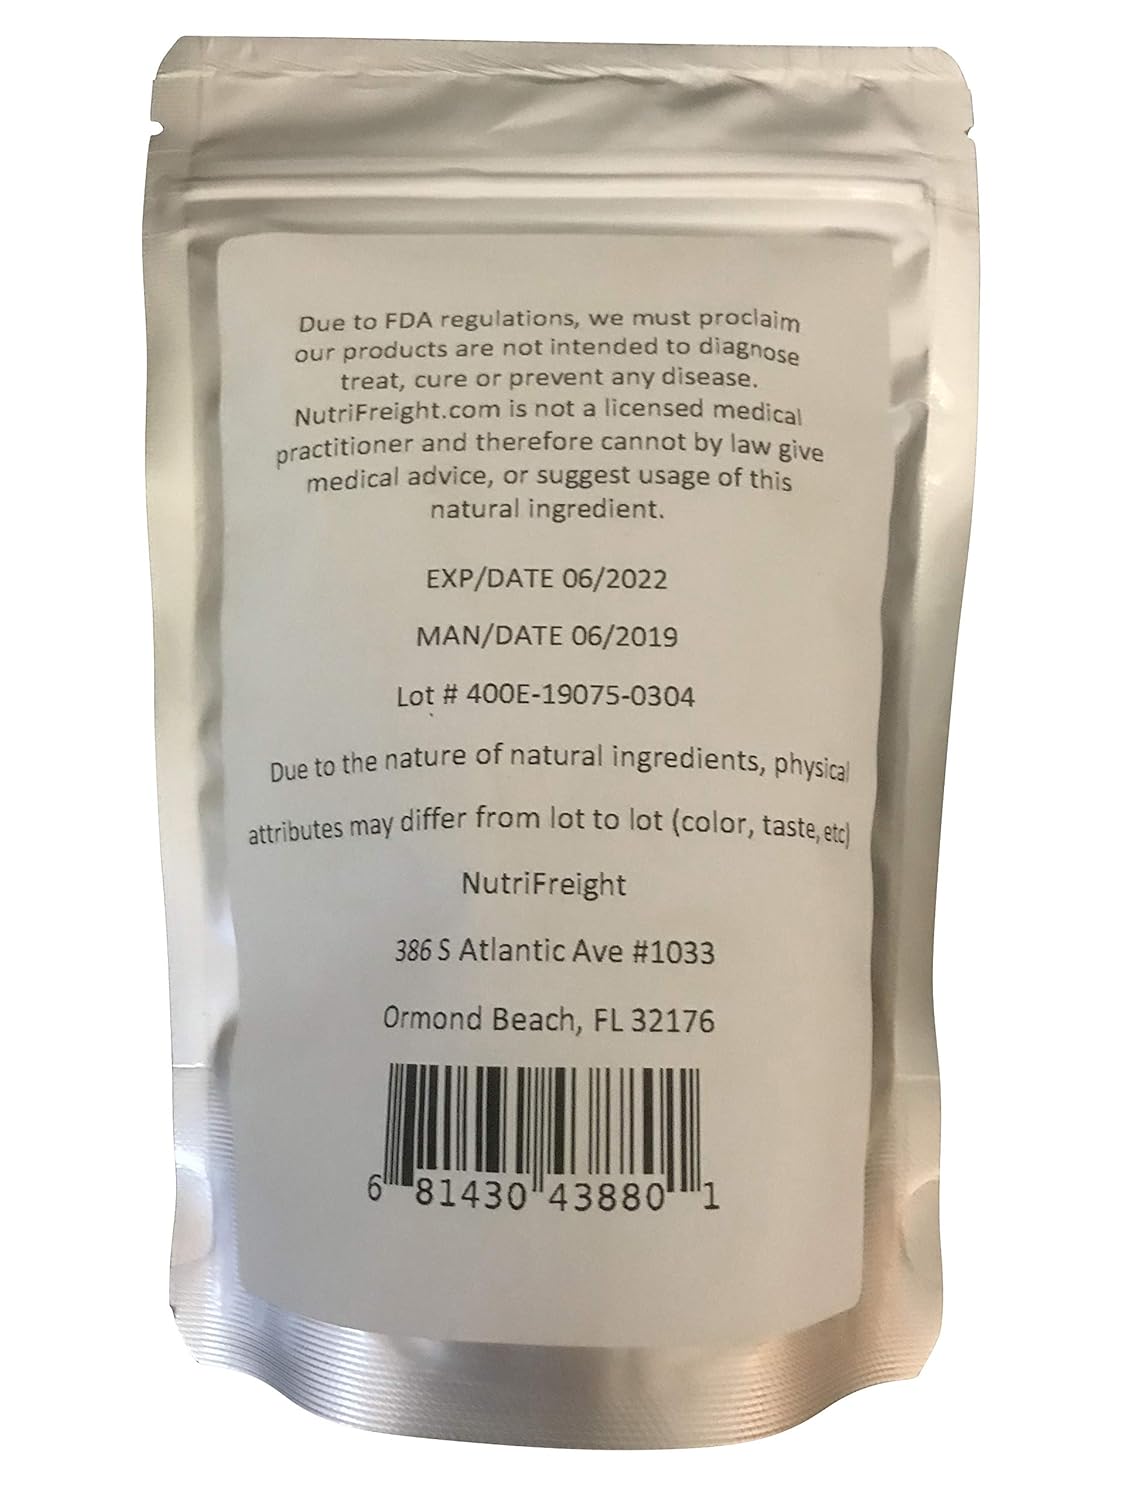 Due to FDA regulations, we must proclaim
our products are not intended to diagnose
treat, cure or prevent any disease.
NutriFreight.com is not a licensed medical
practitioner and therefore cannot by law give
medical advice, or suggest usage of this
natural ingredient.
EXP/DATE 06/2022
MAN/DATE 06/2019
Lot # 400E-19075-0304
Due to the nature of natural ingredients, physical
attributes may differ from lot to lot (color, taste, etc)
NutriFreight
386 S Atlantic Ave #1033
Ormond Beach, FL 32176
6 81430 43880 1